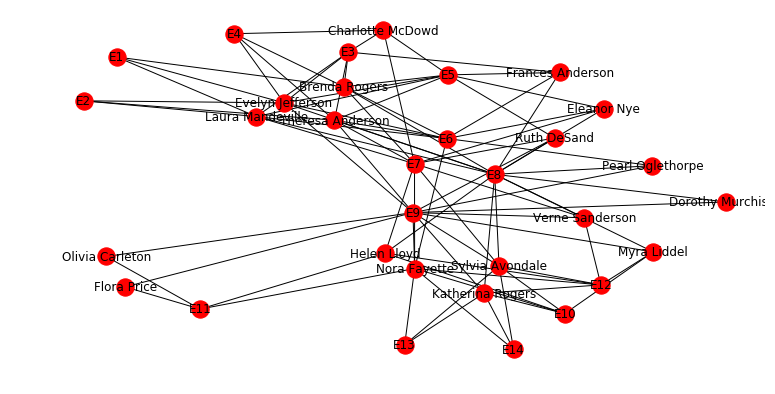 E4
Charlotte McDowd
E3
E1
Frances Anderson
E5
Brenda Rogers
E2
Evelyn Jefferson
Eleanor Nye
Laura Mandeville
Theresa Anderson
E6
Ruth DeSand
E7
Pearl Oglethorpe
E8
Dorothy Murchis
E9
Verne Sanderson
Olivia Carleton
Helen Lloyd
Myra Liddel
Nora Fayette
Sylvia Avondale
Flora Price
E12
Katherina Rogers
E11
E10
E13
E14